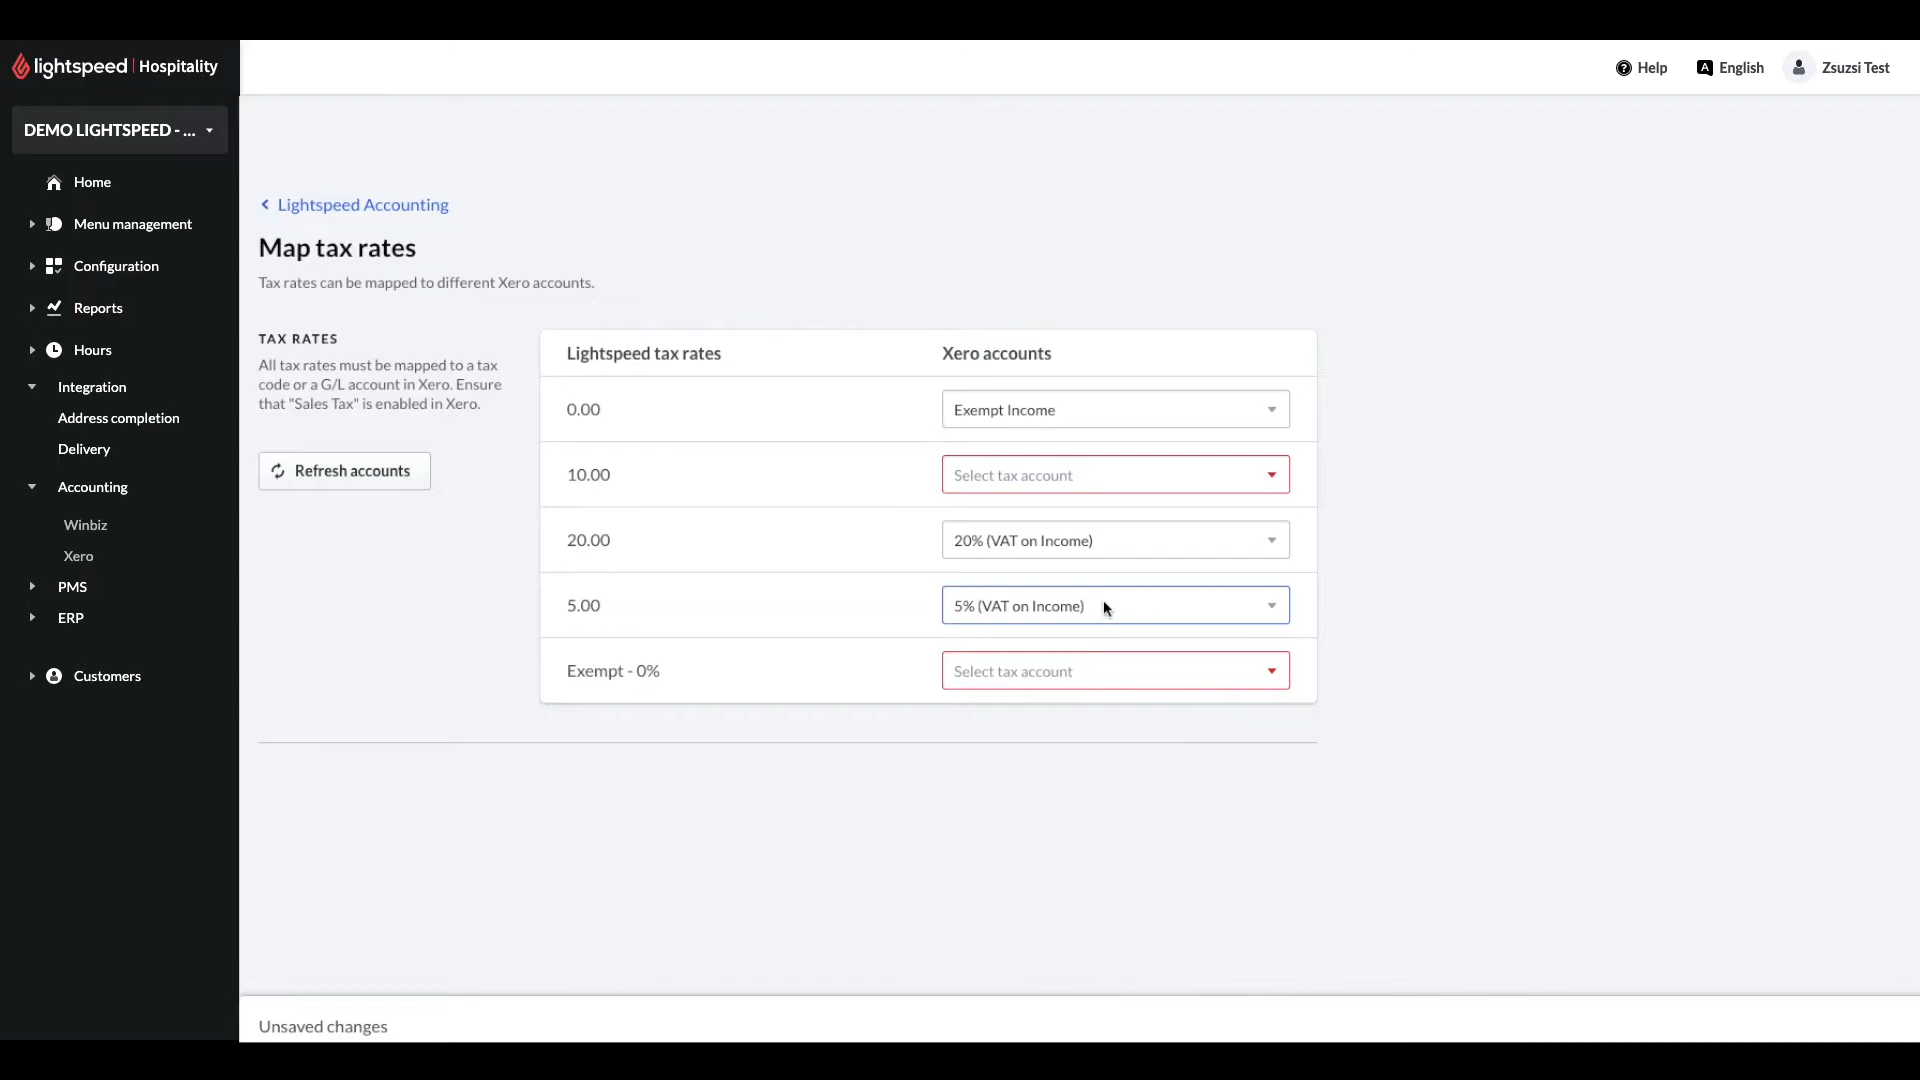 lightspeed | Hospitality
Help
A English
Zsuzsi Test
DEMO LIGHTSPEED - ...
Home
Menu management
Configuration
Reports
Hours
Integration
Address completion
Delivery
Accounting
Winbiz
Xero
PMS
ERP
Customers
Lightspeed Accounting
Map tax rates
Tax rates can be mapped to different Xero accounts.
TAX RATES
All tax rates must be mapped to a tax
code or a G/L account in Xero. Ensure
that "Sales Tax" is enabled in Xero.
Refresh accounts
Lightspeed tax rates Xero accounts
0.00 Exempt Income
10.00 Select tax account
20.00 20% (VAT on Income)
5.00 5% (VAT on Income)
Exempt - 0% Select tax account
Unsaved changes